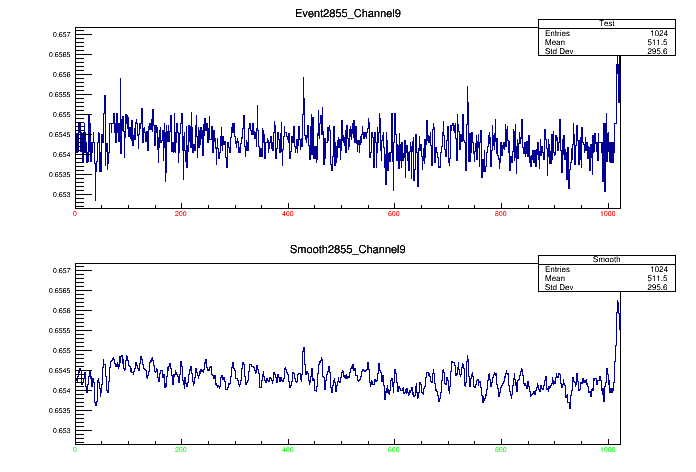 Event2855_Channel9
Test
Entries 1024
Mean 511.5
Std Dev 295.6
0.657
0.6565
0.656
0.6555
0.655
0.6545
0.654
0.6535
0.653
0 200 400 600 800 1000
Smooth2855_Channel9
Smooth
Entries 1024
Mean 511.5
Std Dev 295.6
0.657
0.6565
0.656
0.6555
0.655
0.6545
0.654
0.6535
0.653
0 200 400 600 800 1000